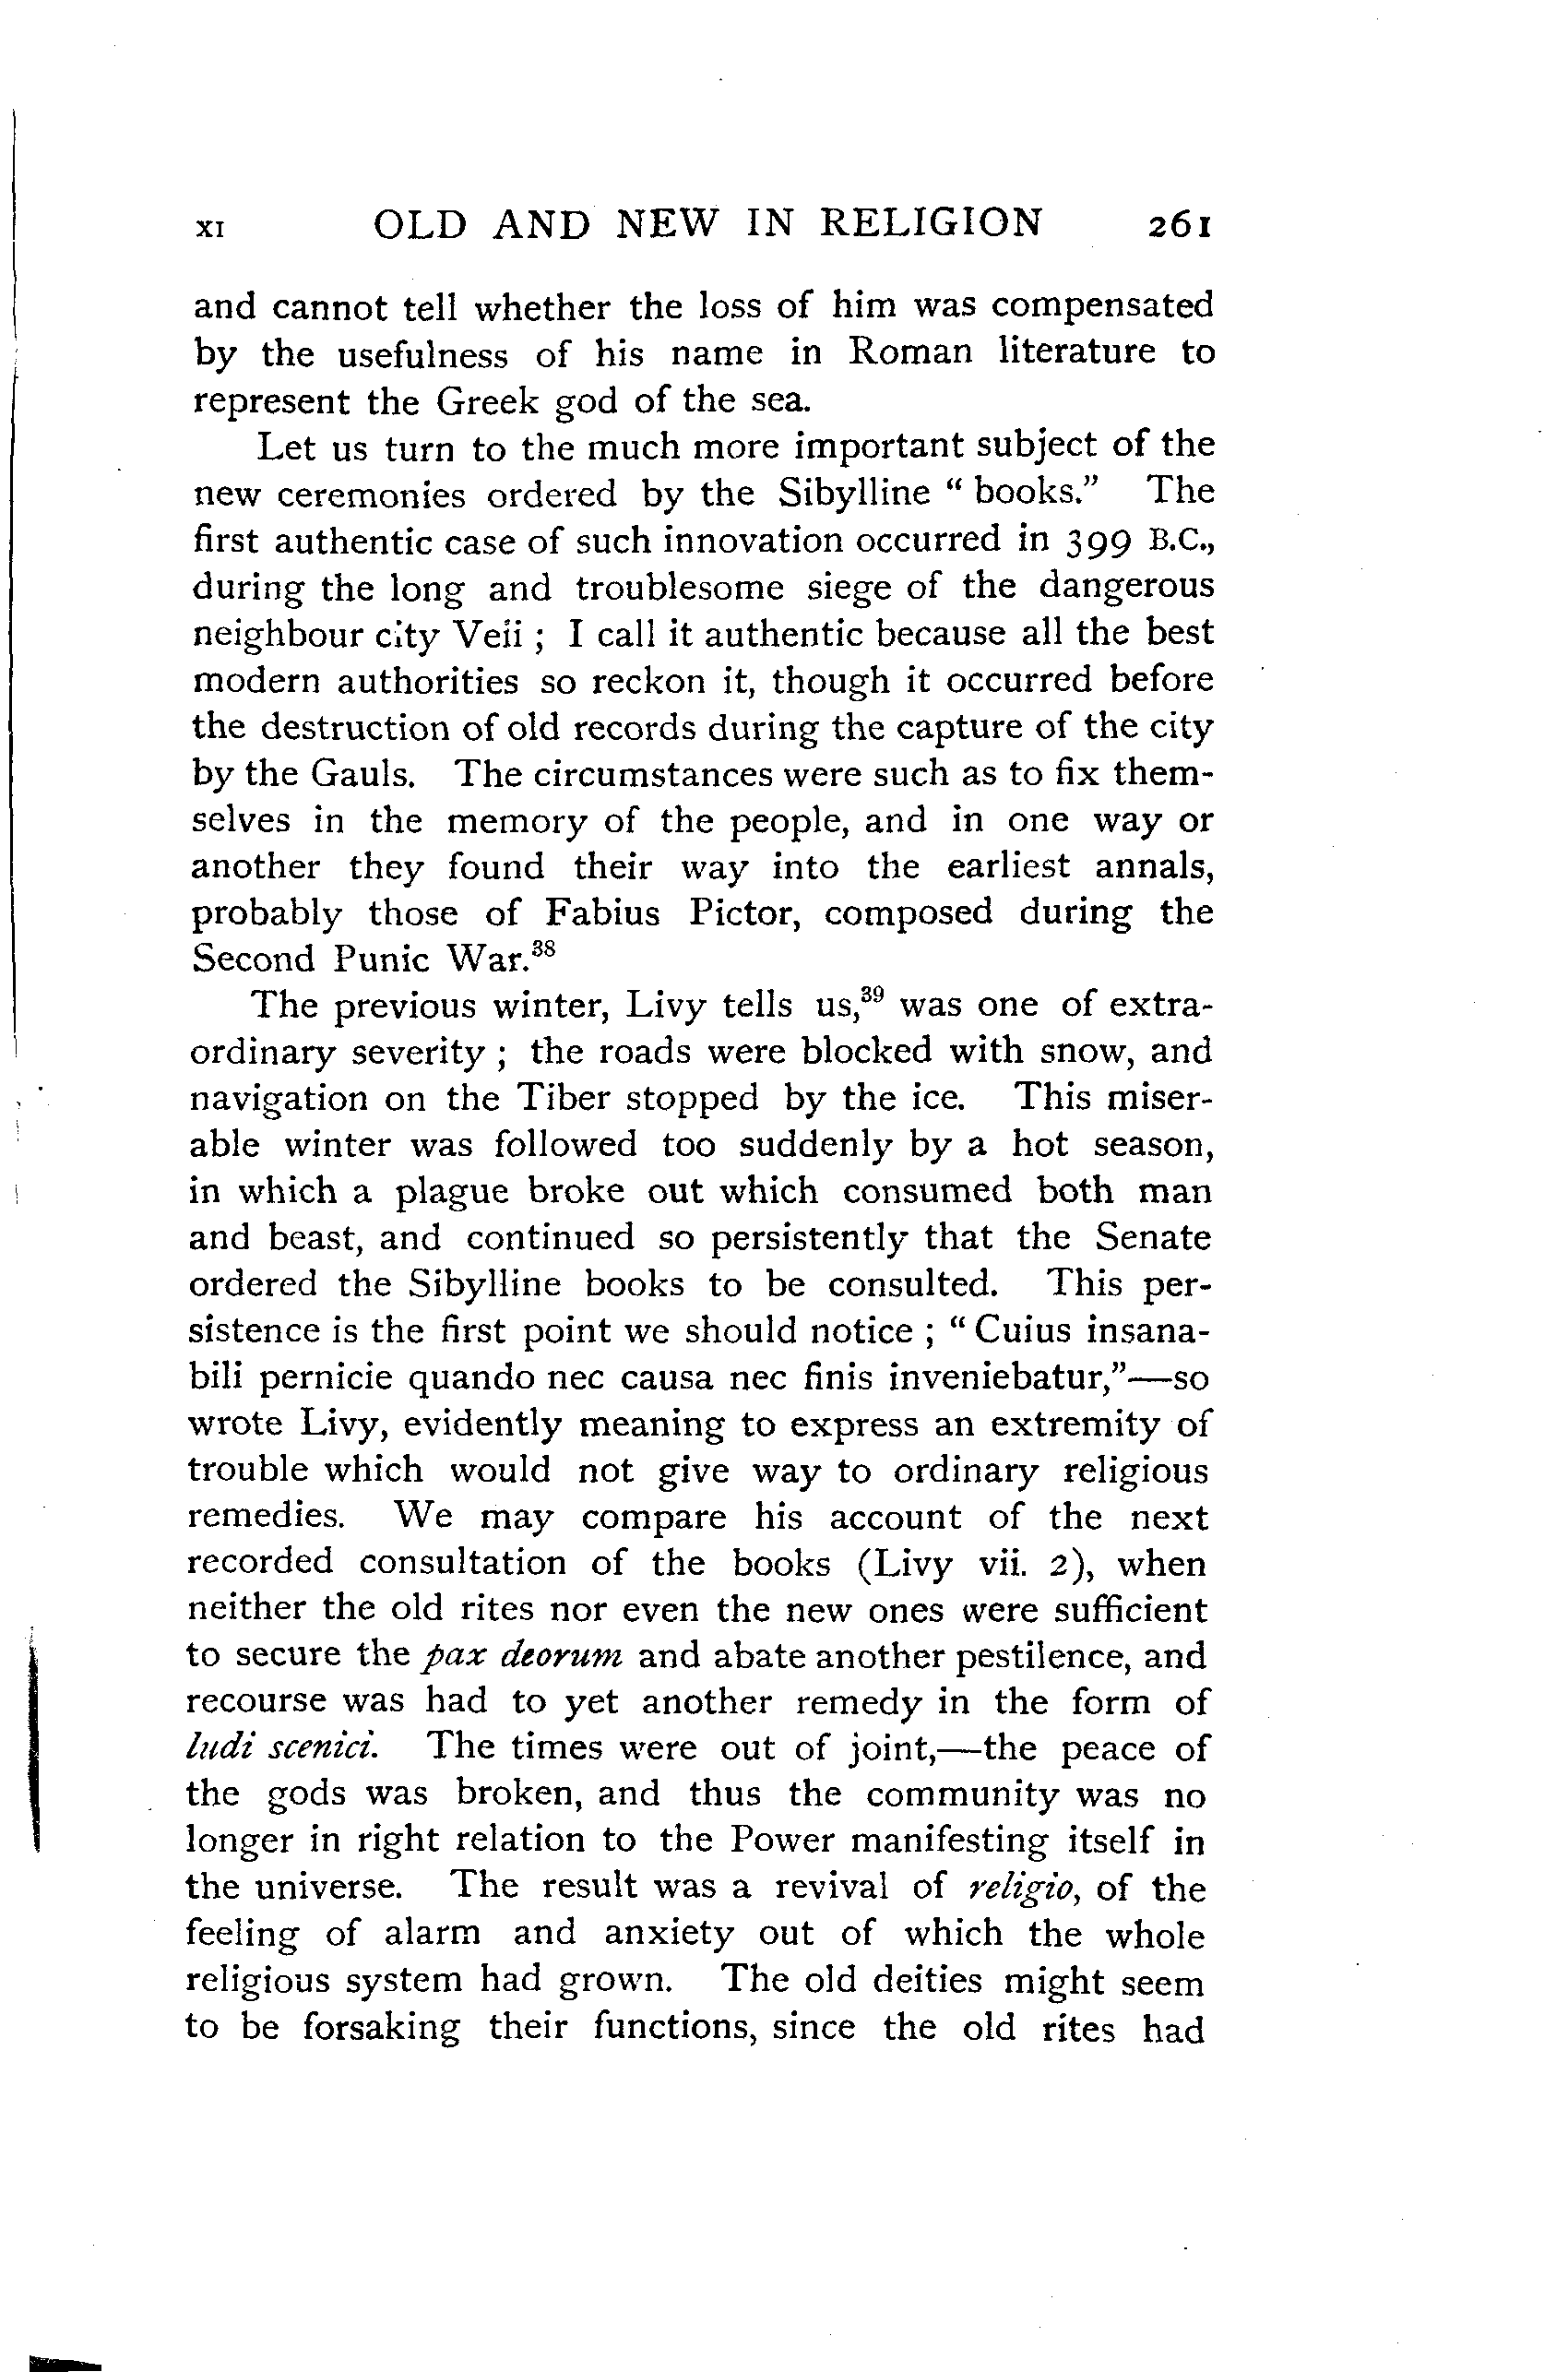 XI OLD AND NEW IN RELIGION 261
and cannot tell whether the loss of him was compensated
by the usefulness of his name in Roman literature to
represent the Greek god of the sea.
Let us turn to the much more important subject of the
new ceremonies ordered by the Sibylline “ books.” The
first authentic case of such innovation occurred in 399 B.C.,
during the long and troublesome siege of the dangerous
neighbour city Veii ; I call it authentic because all the best
modern authorities so reckon it, though it occurred before
the destruction of old records during the capture of the city
by the Gauls. The circumstances were such as to fix them-
selves in the memory of the people, and in one way or
another they found their way into the earliest annals,
probably those of Fabius Pictor, composed during the
Second Punic War.³⁸
The previous winter, Livy tells us,³⁹ was one of extra-
ordinary severity ; the roads were blocked with snow, and
navigation on the Tiber stopped by the ice. This miser-
able winter was followed too suddenly by a hot season,
in which a plague broke out which consumed both man
and beast, and continued so persistently that the Senate
ordered the Sibylline books to be consulted. This per-
sistence is the first point we should notice ; “ Cuius insana-
bili pernicie quando nec causa nec finis inveniebatur,”—so
wrote Livy, evidently meaning to express an extremity of
trouble which would not give way to ordinary religious
remedies. We may compare his account of the next
recorded consultation of the books (Livy vii. 2), when
neither the old rites nor even the new ones were sufficient
to secure the pax deorum and abate another pestilence, and
recourse was had to yet another remedy in the form of
ludi scenici. The times were out of joint,—the peace of
the gods was broken, and thus the community was no
longer in right relation to the Power manifesting itself in
the universe. The result was a revival of religio, of the
feeling of alarm and anxiety out of which the whole
religious system had grown. The old deities might seem
to be forsaking their functions, since the old rites had